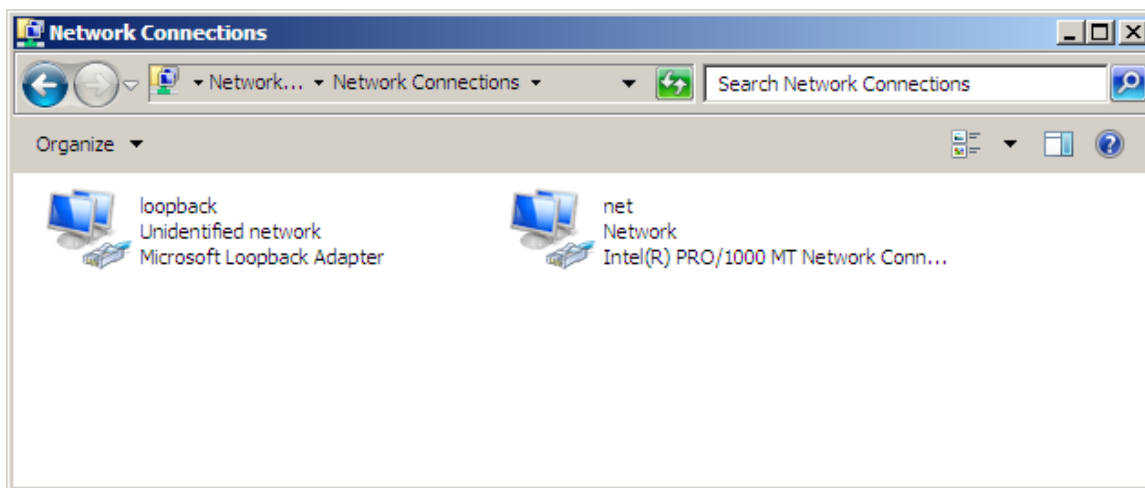 Network Connections
Network... Network Connections
Search Network Connections
Organize
loopback
Unidentified network
Microsoft Loopback Adapter
net
Network
Intel(R) PRO/1000 MT Network Conn...